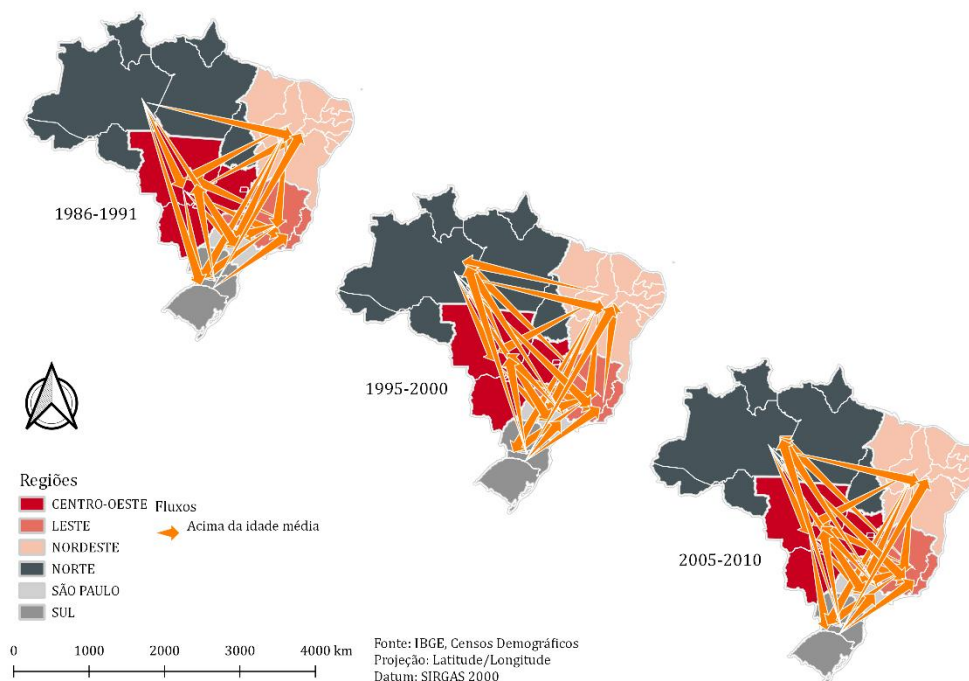 1986-1991
1995-2000
2005-2010
Regiões
CENTRO-OESTE
LESTE
NORDESTE
NORTE
SÃO PAULO
SUL
Fluxos
Acima da idade média
0 1000 2000 3000 4000 km
Fonte: IBGE, Censos Demográficos
Projeção: Latitude/Longitude
Datum: SIRGAS 2000